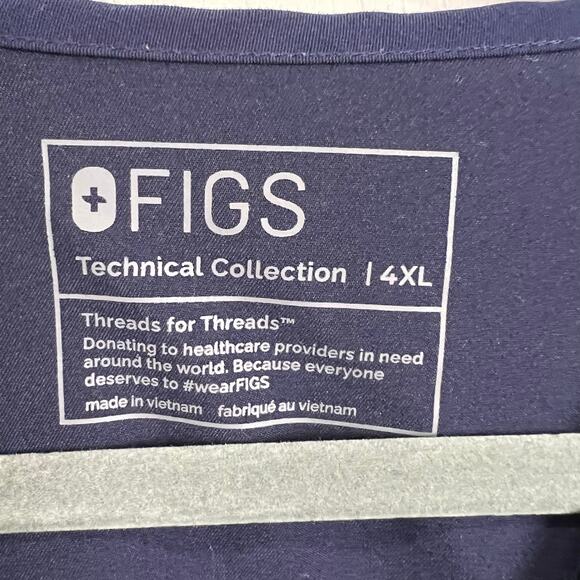 FIGS
Technical Collection | 4XL
Threads for Threads™
Donating to healthcare providers in need
around the world. Because everyone
deserves to #wearFIGS
made in vietnam fabriqué au vietnam